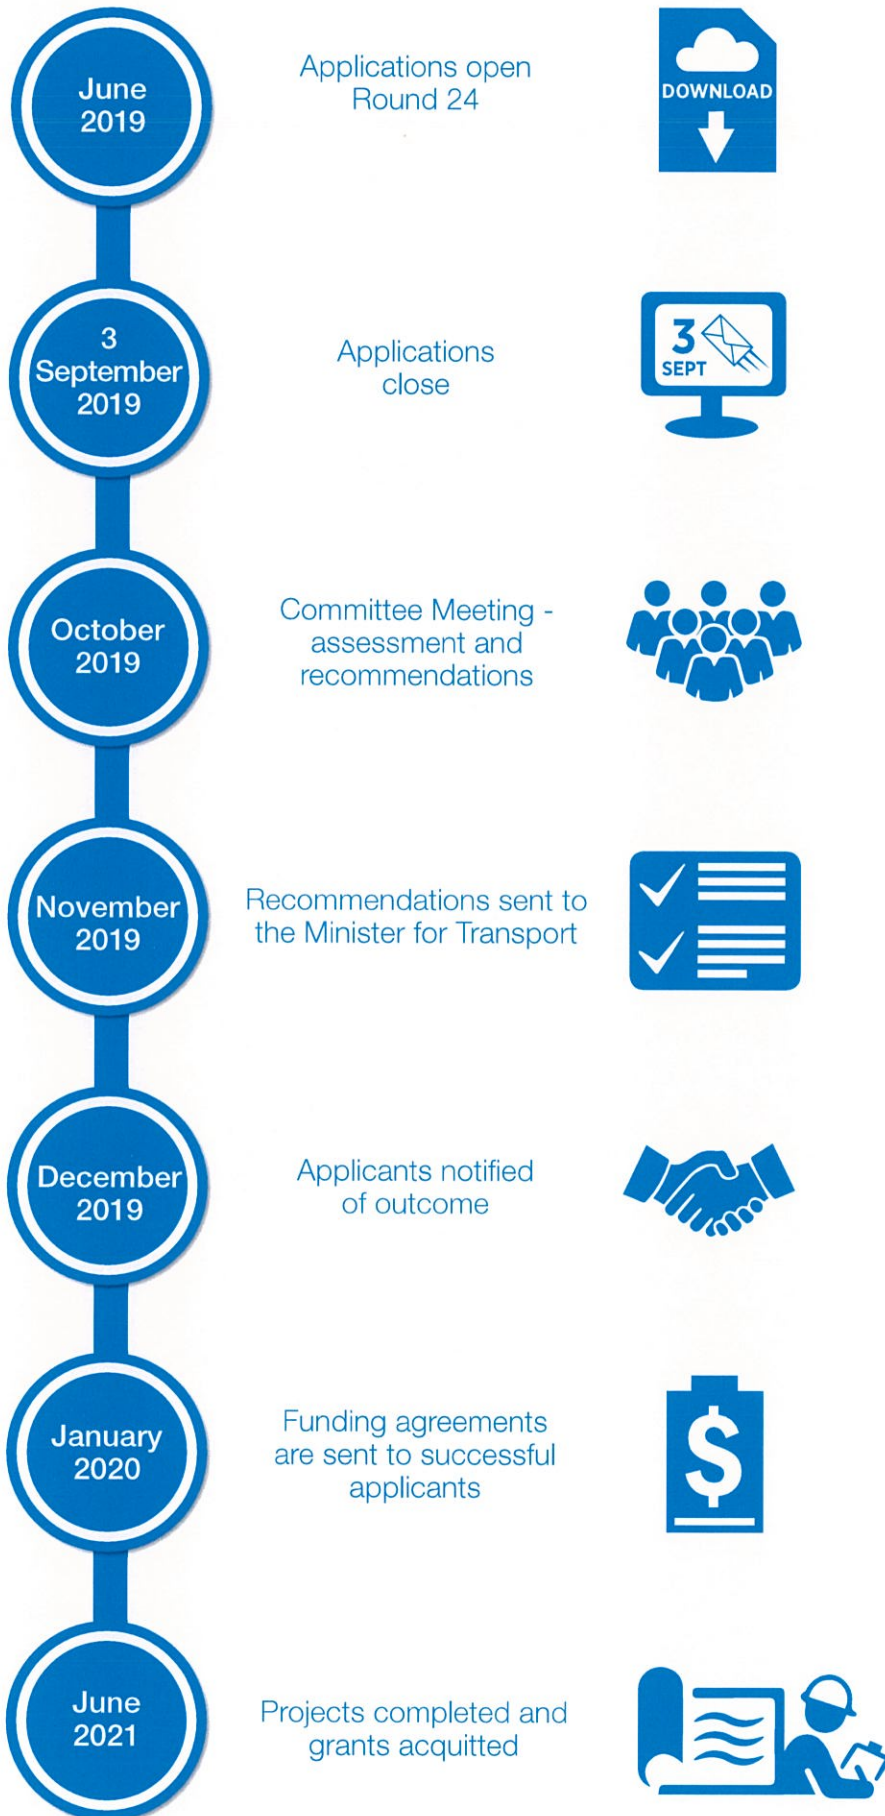 June
2019
Applications open
Round 24
DOWNLOAD
3
September
2019
Applications
close
3
SEPT
October
2019
Committee Meeting -
assessment and
recommendations
November
2019
Recommendations sent to
the Minister for Transport
December
2019
Applicants notified
of outcome
January
2020
Funding agreements
are sent to successful
applicants
$
June
2021
Projects completed and
grants acquitted